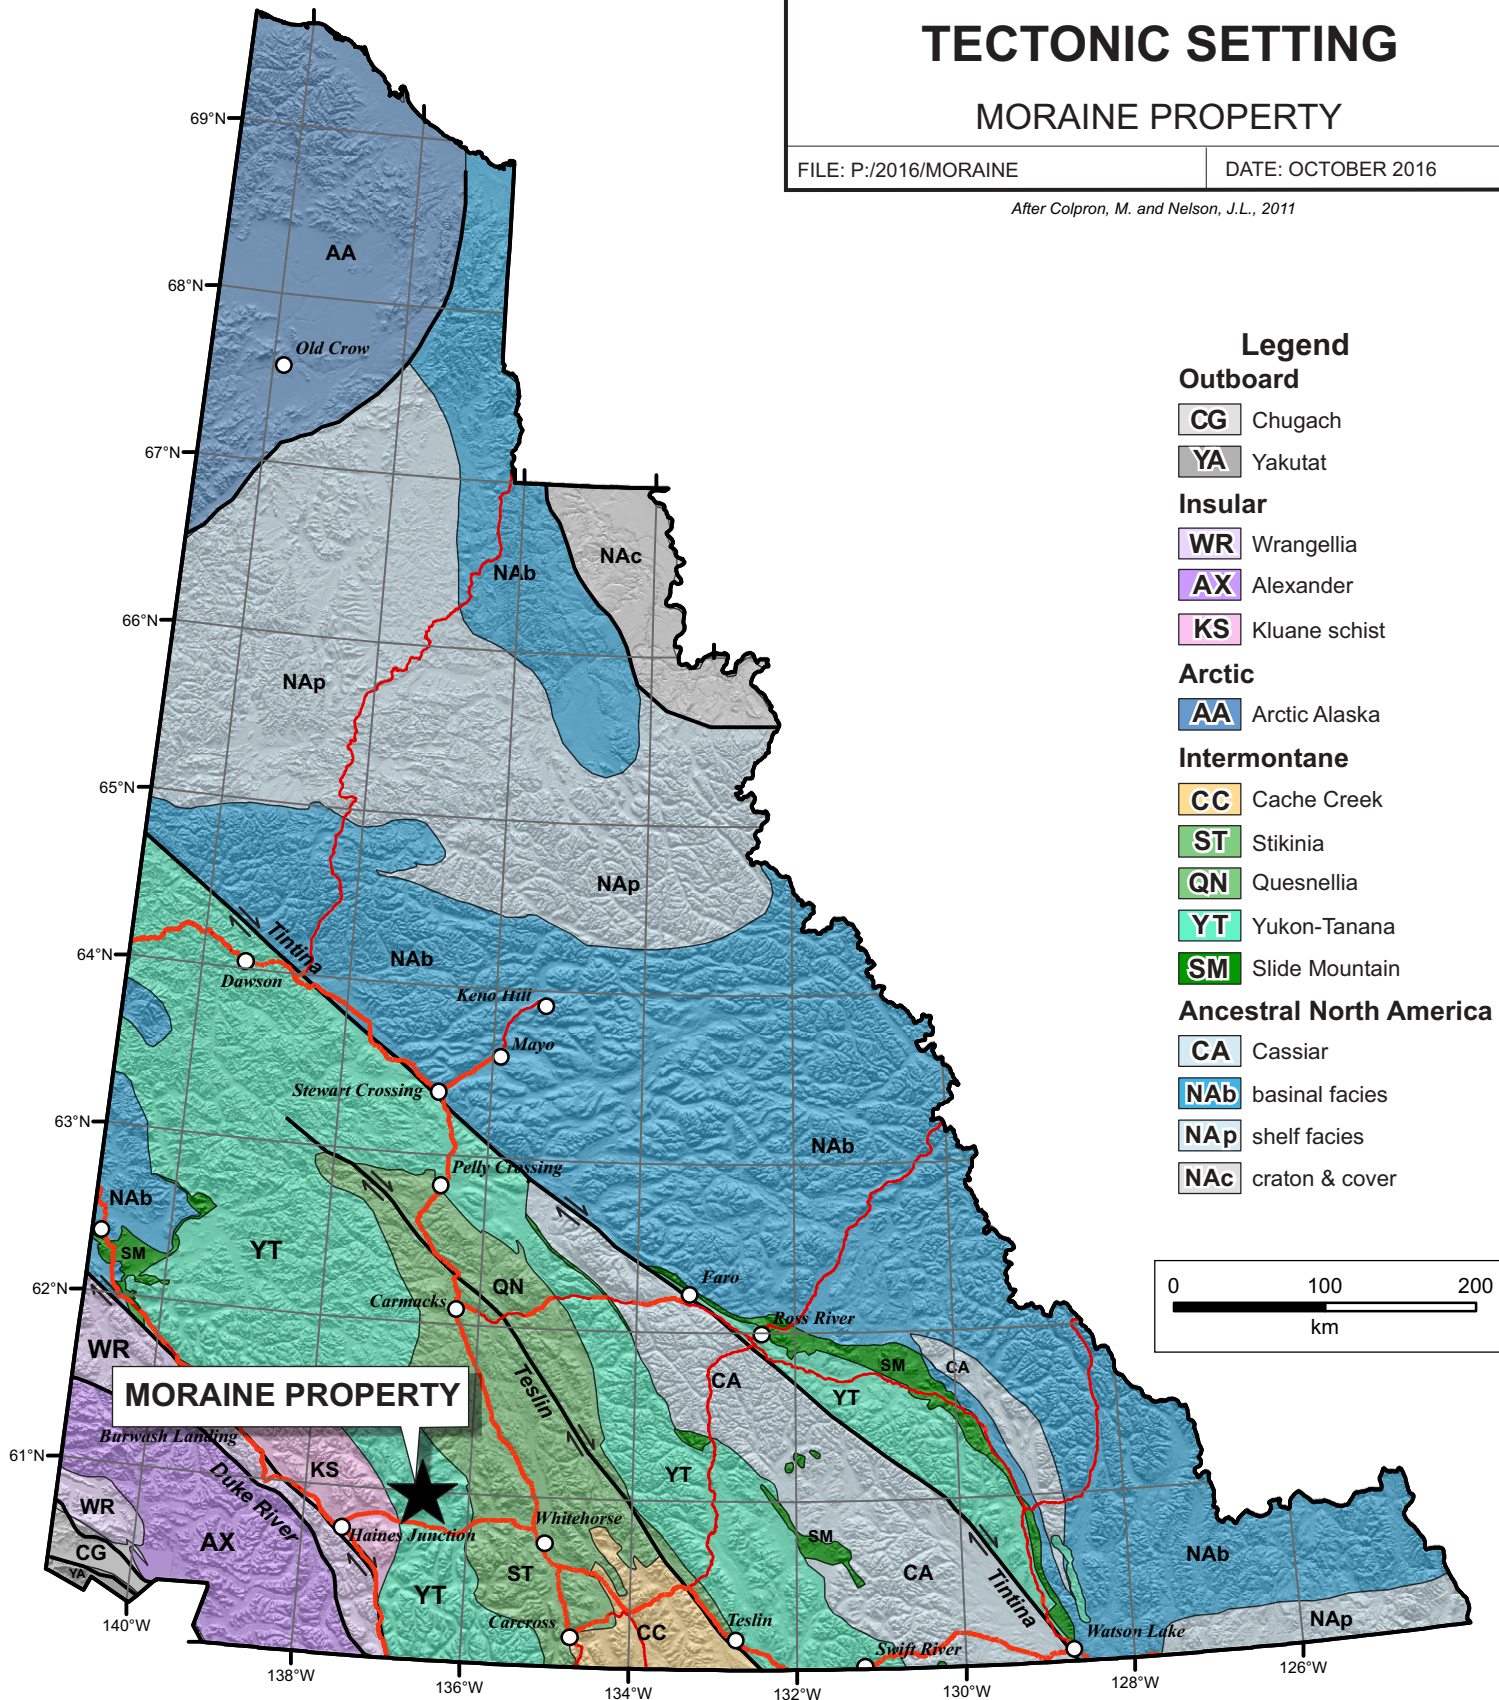 TECTONIC SETTING
MORAINE PROPERTY
FILE: P:/2016/MORAINE
DATE: OCTOBER 2016
After Colpron, M. and Nelson, J.L., 2011
Legend
Outboard
CG Chugach
YA Yakutat
Insular
WR Wrangellia
AX Alexander
KS Kluane schist
Arctic
AA Arctic Alaska
Intermontane
CC Cache Creek
ST Stikinia
QN Quesnellia
YT Yukon-Tanana
SM Slide Mountain
Ancestral North America
CA Cassiar
NAb basinal facies
NAp shelf facies
NAc craton & cover
0 100 200
km
69°N
AA
68°N
Old Crow
67°N
NAc
NAb
66°N
NAp
65°N
NAp
64°N
Tintina
NAb
Dawson
Keno Hill
Mayo
Stewart Crossing
63°N
NAb
Pelly Crossing
NAb
YT
SM
62°N
QN
Faro
Carmacks
Ross River
WR
SM
CA
CA
YT
MORAINE PROPERTY
Teslin
Burwash Landing
61°N
KS
YT
Duke River
WR
Whitehorse
Haines Junction
SM
AX
CG
YA
ST
CA
NAb
YT
Tintina
Carcross
CC
Teslin
Swift River
Watson Lake
NAp
140°W
138°W
136°W
134°W
132°W
130°W
128°W
126°W